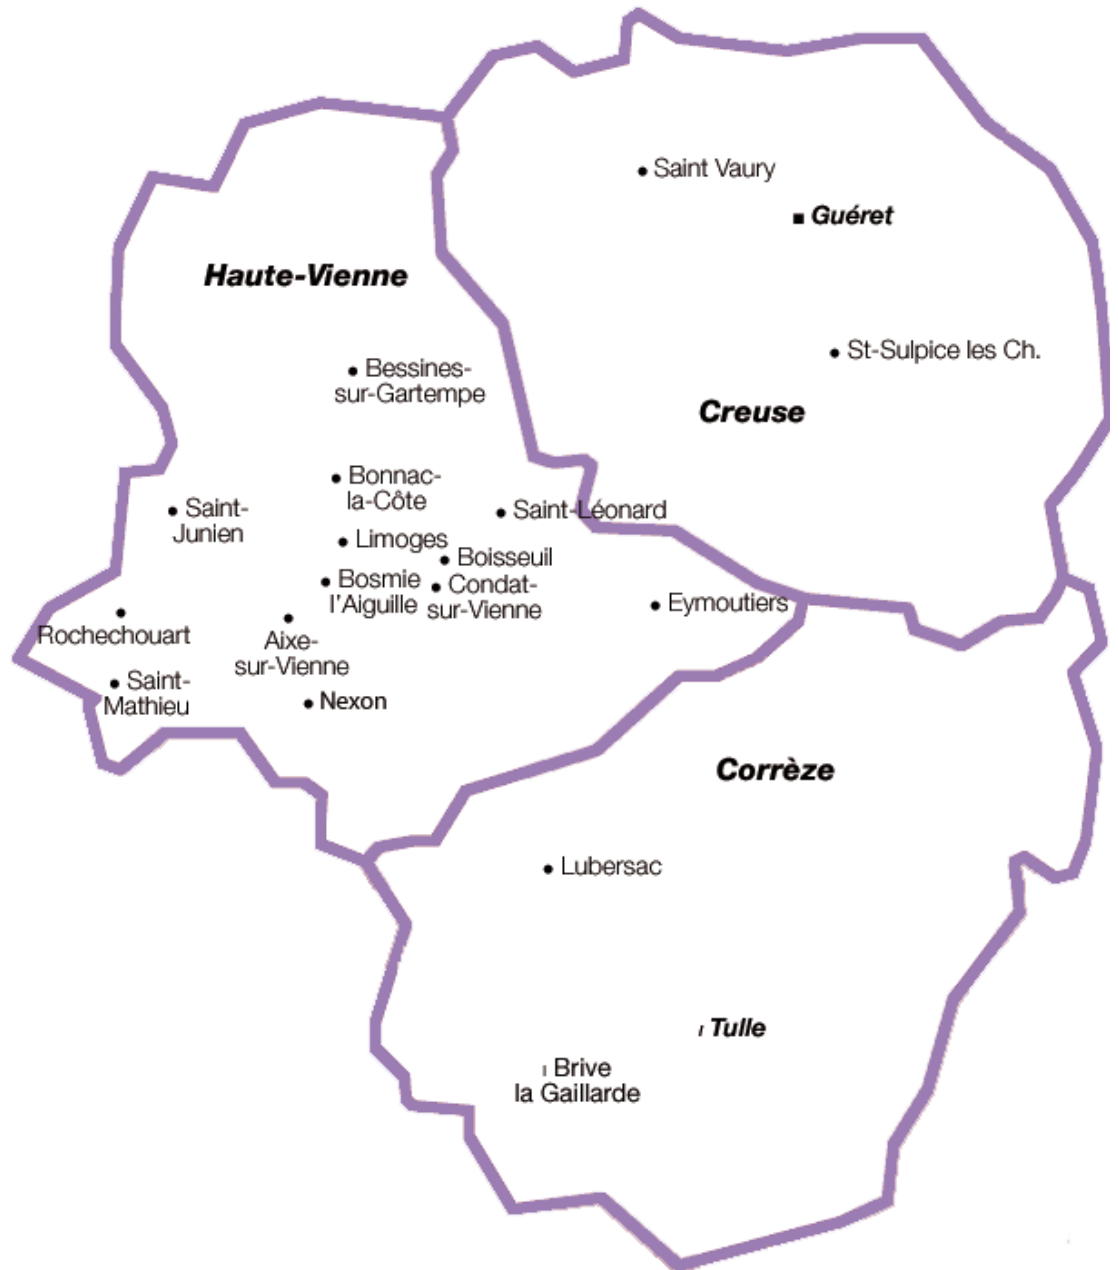 Saint Vaury
Guéret
Haute-Vienne
St-Sulpice les Ch.
Bessines-
sur-Gartempe
Creuse
Bonnac-
la-Côte
Saint-
Junien
Saint-Léonard
Limoges
Boisseuil
Bosmie
l'Aiguille
Condat-
sur-Vienne
Eymoutiers
Rochechouart
Aixe-
sur-Vienne
Saint-
Mathieu
Nexon
Corrèze
Lubersac
Tulle
Brive
la Gaillarde